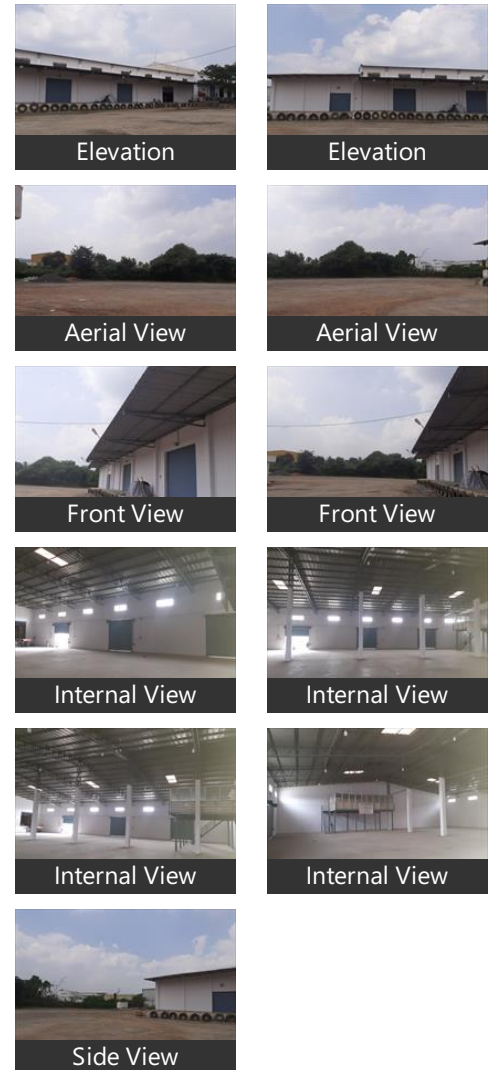 Elevation
Elevation
Aerial View
Aerial View
Front View
Front View
Internal View
Internal View
Internal View
Internal View
Side View